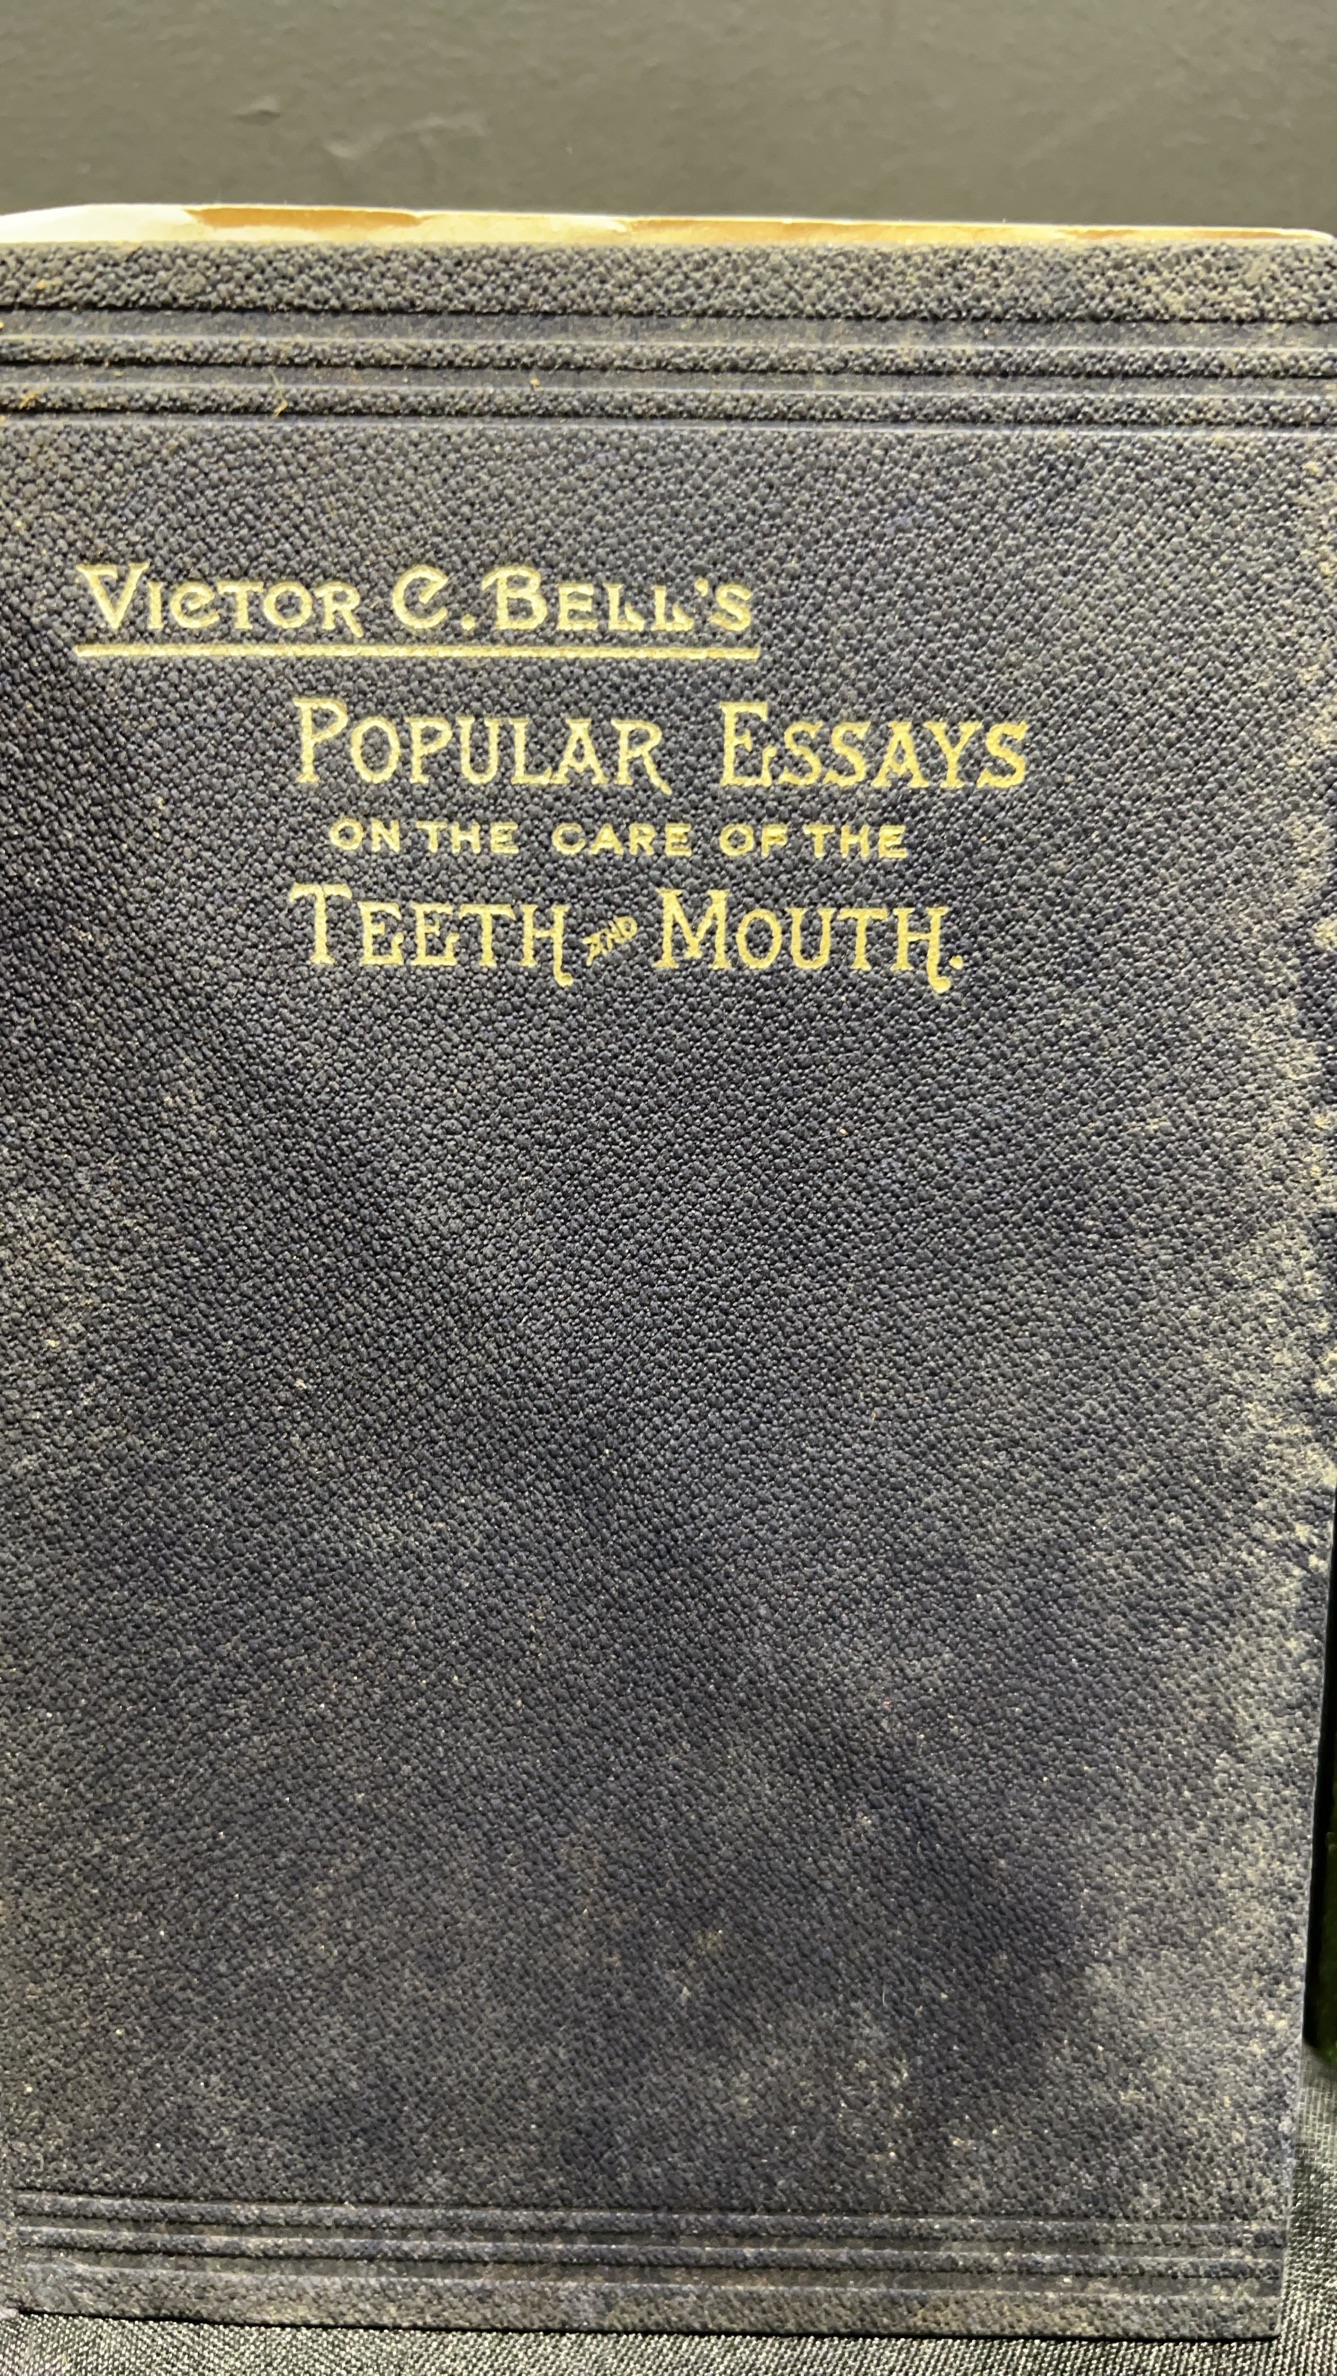 VICTOR C. BELL'S
POPULAR ESSAYS
ON THE CARE OF THE
TEETH AND MOUTH.